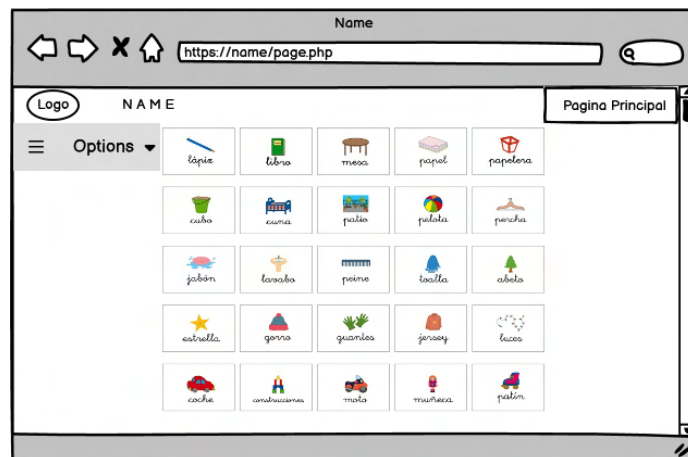 Name
https://name/page.php
Logo NAME Pagina Principal
Options
lápiz libro mesa papel papelera
cubo cuna patio pelota percha
jabón lavabo peine toalla abeto
estrella gorro guantes jersey luces
coche construcciones moto muñeca patín